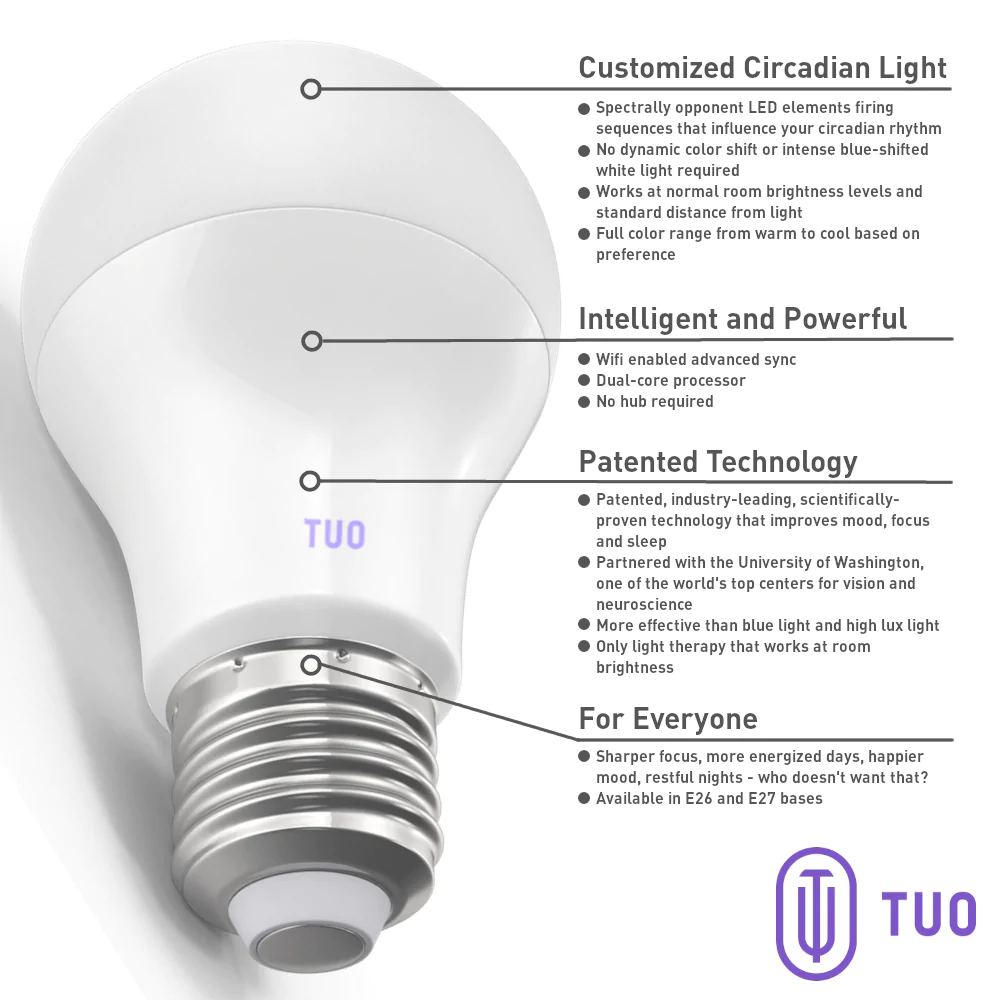 Customized Circadian Light
Spectrally opponent LED elements firing
sequences that influence your circadian rhythm
No dynamic color shift or intense blue-shifted
white light required
Works at normal room brightness levels and
standard distance from light
Full color range from warm to cool based on
preference
Intelligent and Powerful
Wifi enabled advanced sync
Dual-core processor
No hub required
Patented Technology
Patented, industry-leading, scientifically-
proven technology that improves mood, focus
and sleep
Partnered with the University of Washington,
one of the world's top centers for vision and
neuroscience
More effective than blue light and high lux light
Only light therapy that works at room
brightness
For Everyone
Sharper focus, more energized days, happier
mood, restful nights - who doesn't want that?
Available in E26 and E27 bases
TUO
TUO